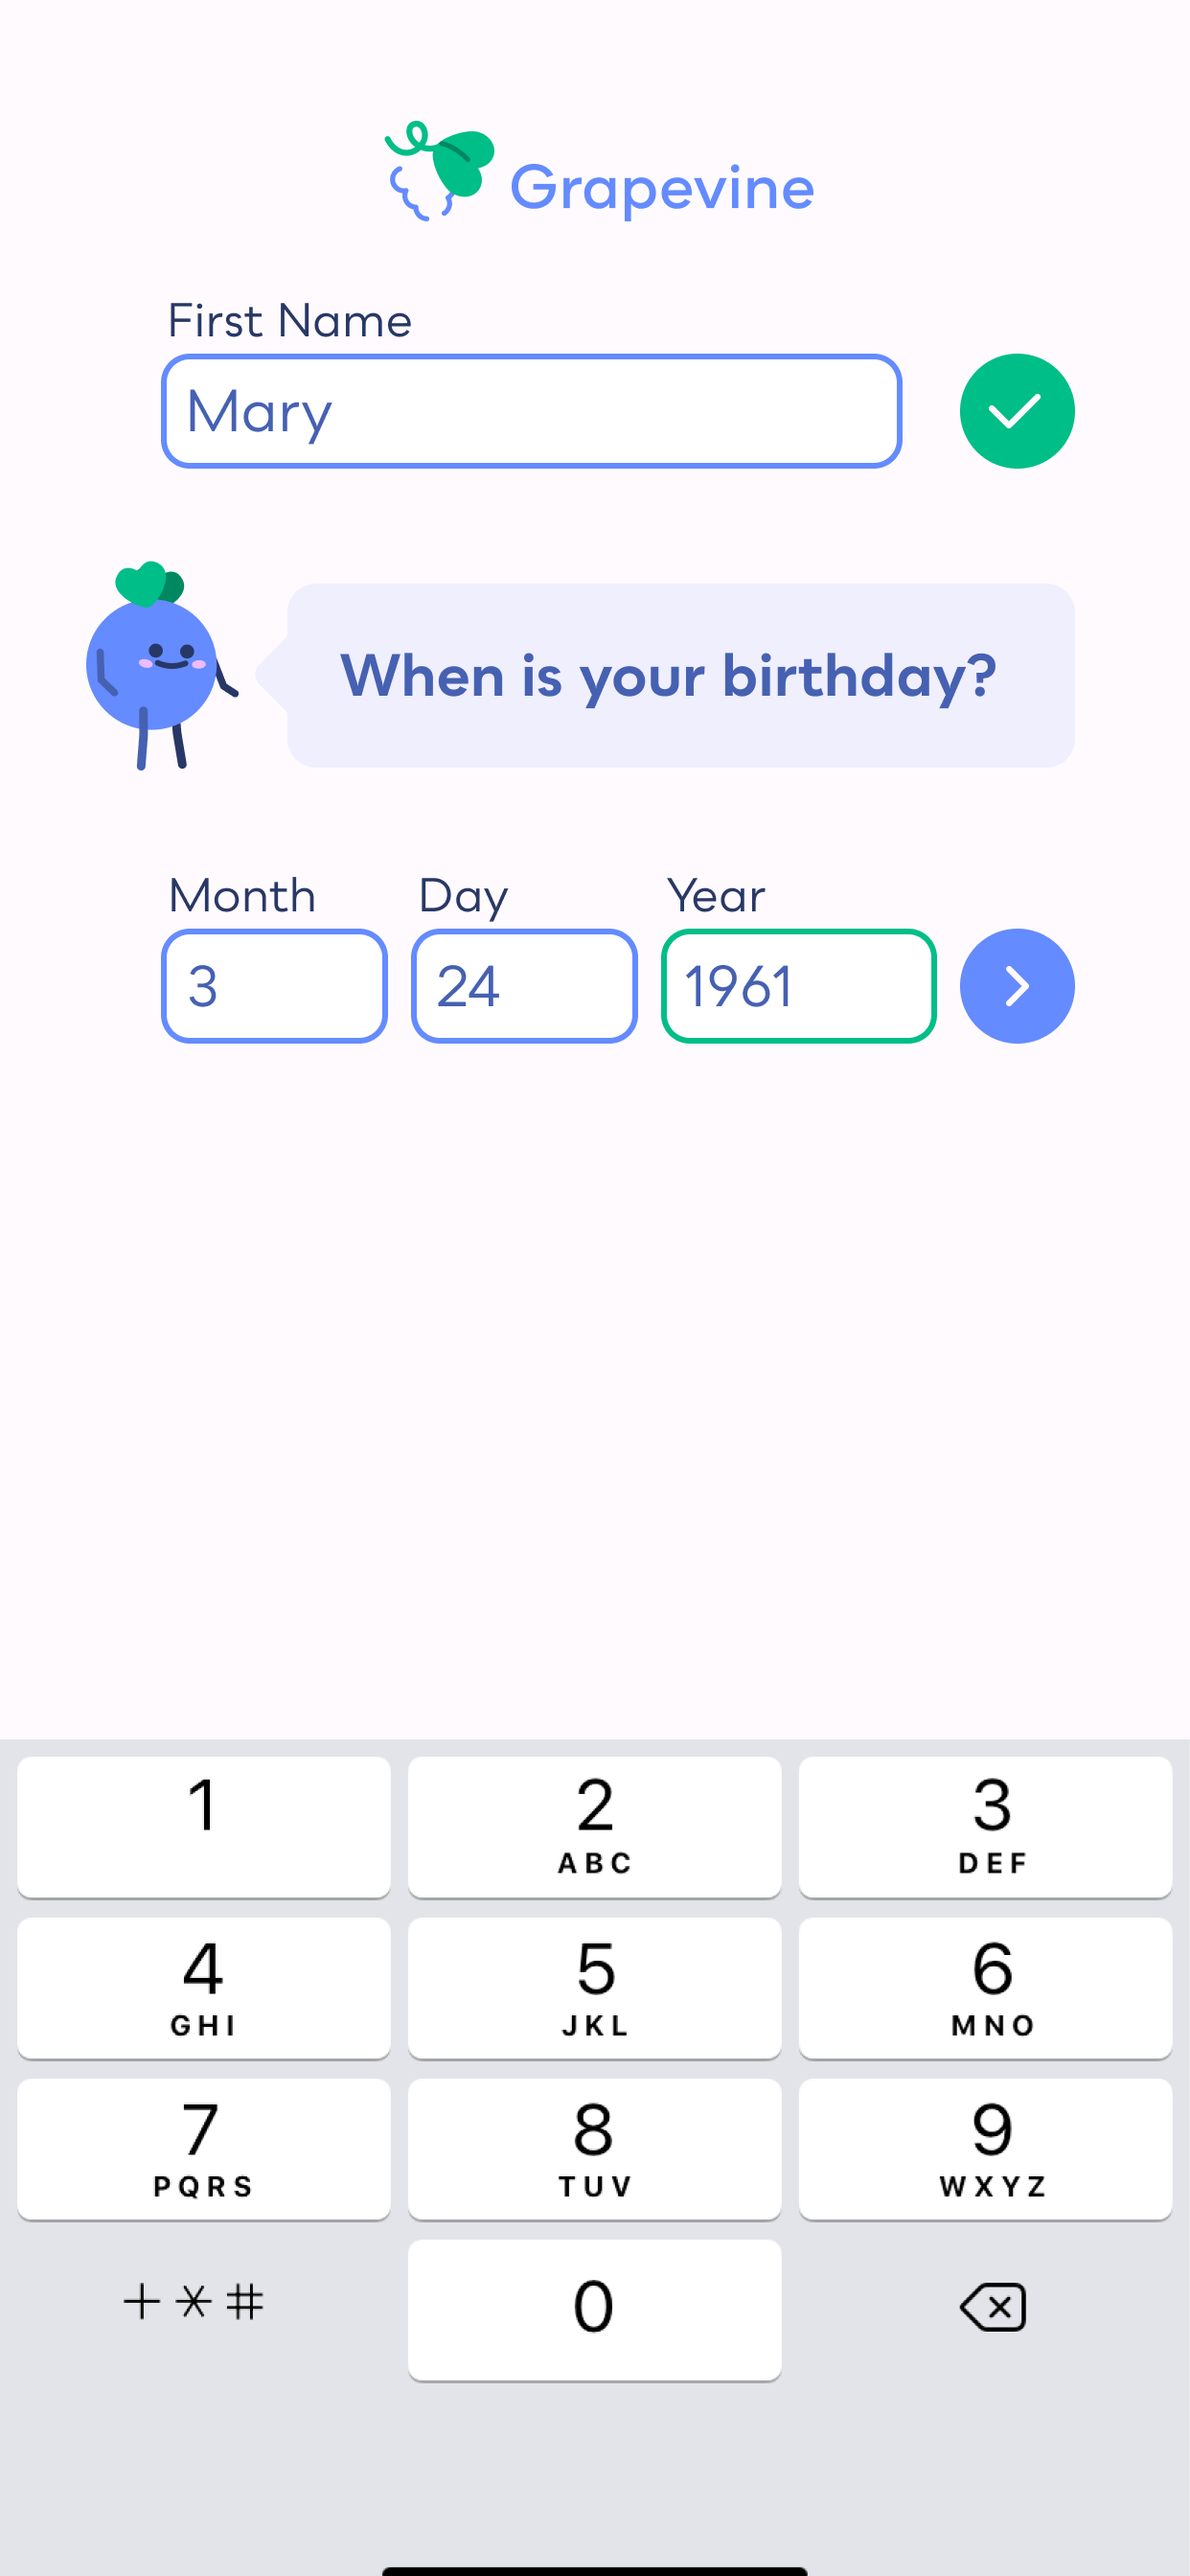 Grapevine
First Name
Mary
When is your birthday?
Month Day Year
3 24 1961
1 2 3
ABC DEF
4 5 6
GHI JKL MNO
7 8 9
PQRS TUV WXYZ
+*# 0